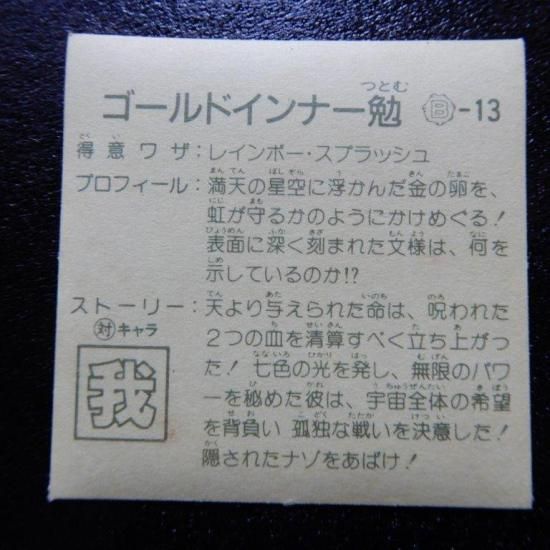 ゴールドインナー勉 B-13
得意ワザ：レインボー・スプラッシュ
プロフィール：満天の星空に浮かんだ金の卵を、
虹が守るかのようにかけめぐる！
表面に深く刻まれた文様は、何を
示しているのか!?
ストーリー：天より与えられた命は、呪われた
対キャラ
2つの血を清算すべく立ち上がっ
た！ 七色の光を発し、無限のパワ
我
ーを秘めた彼は、宇宙全体の希望
を背負い 孤独な戦いを決意した！
隠されたナゾをあばけ！